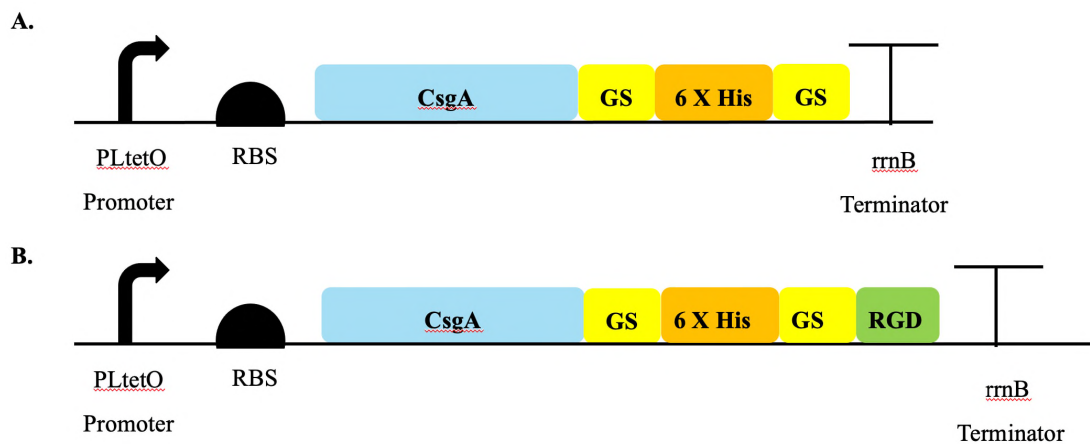 A.
CsgA GS 6 X His GS
PLtetO RBS rrnB
Promoter Terminator
B.
CsgA GS 6 X His GS RGD
PLtetO RBS rrnB
Promoter Terminator